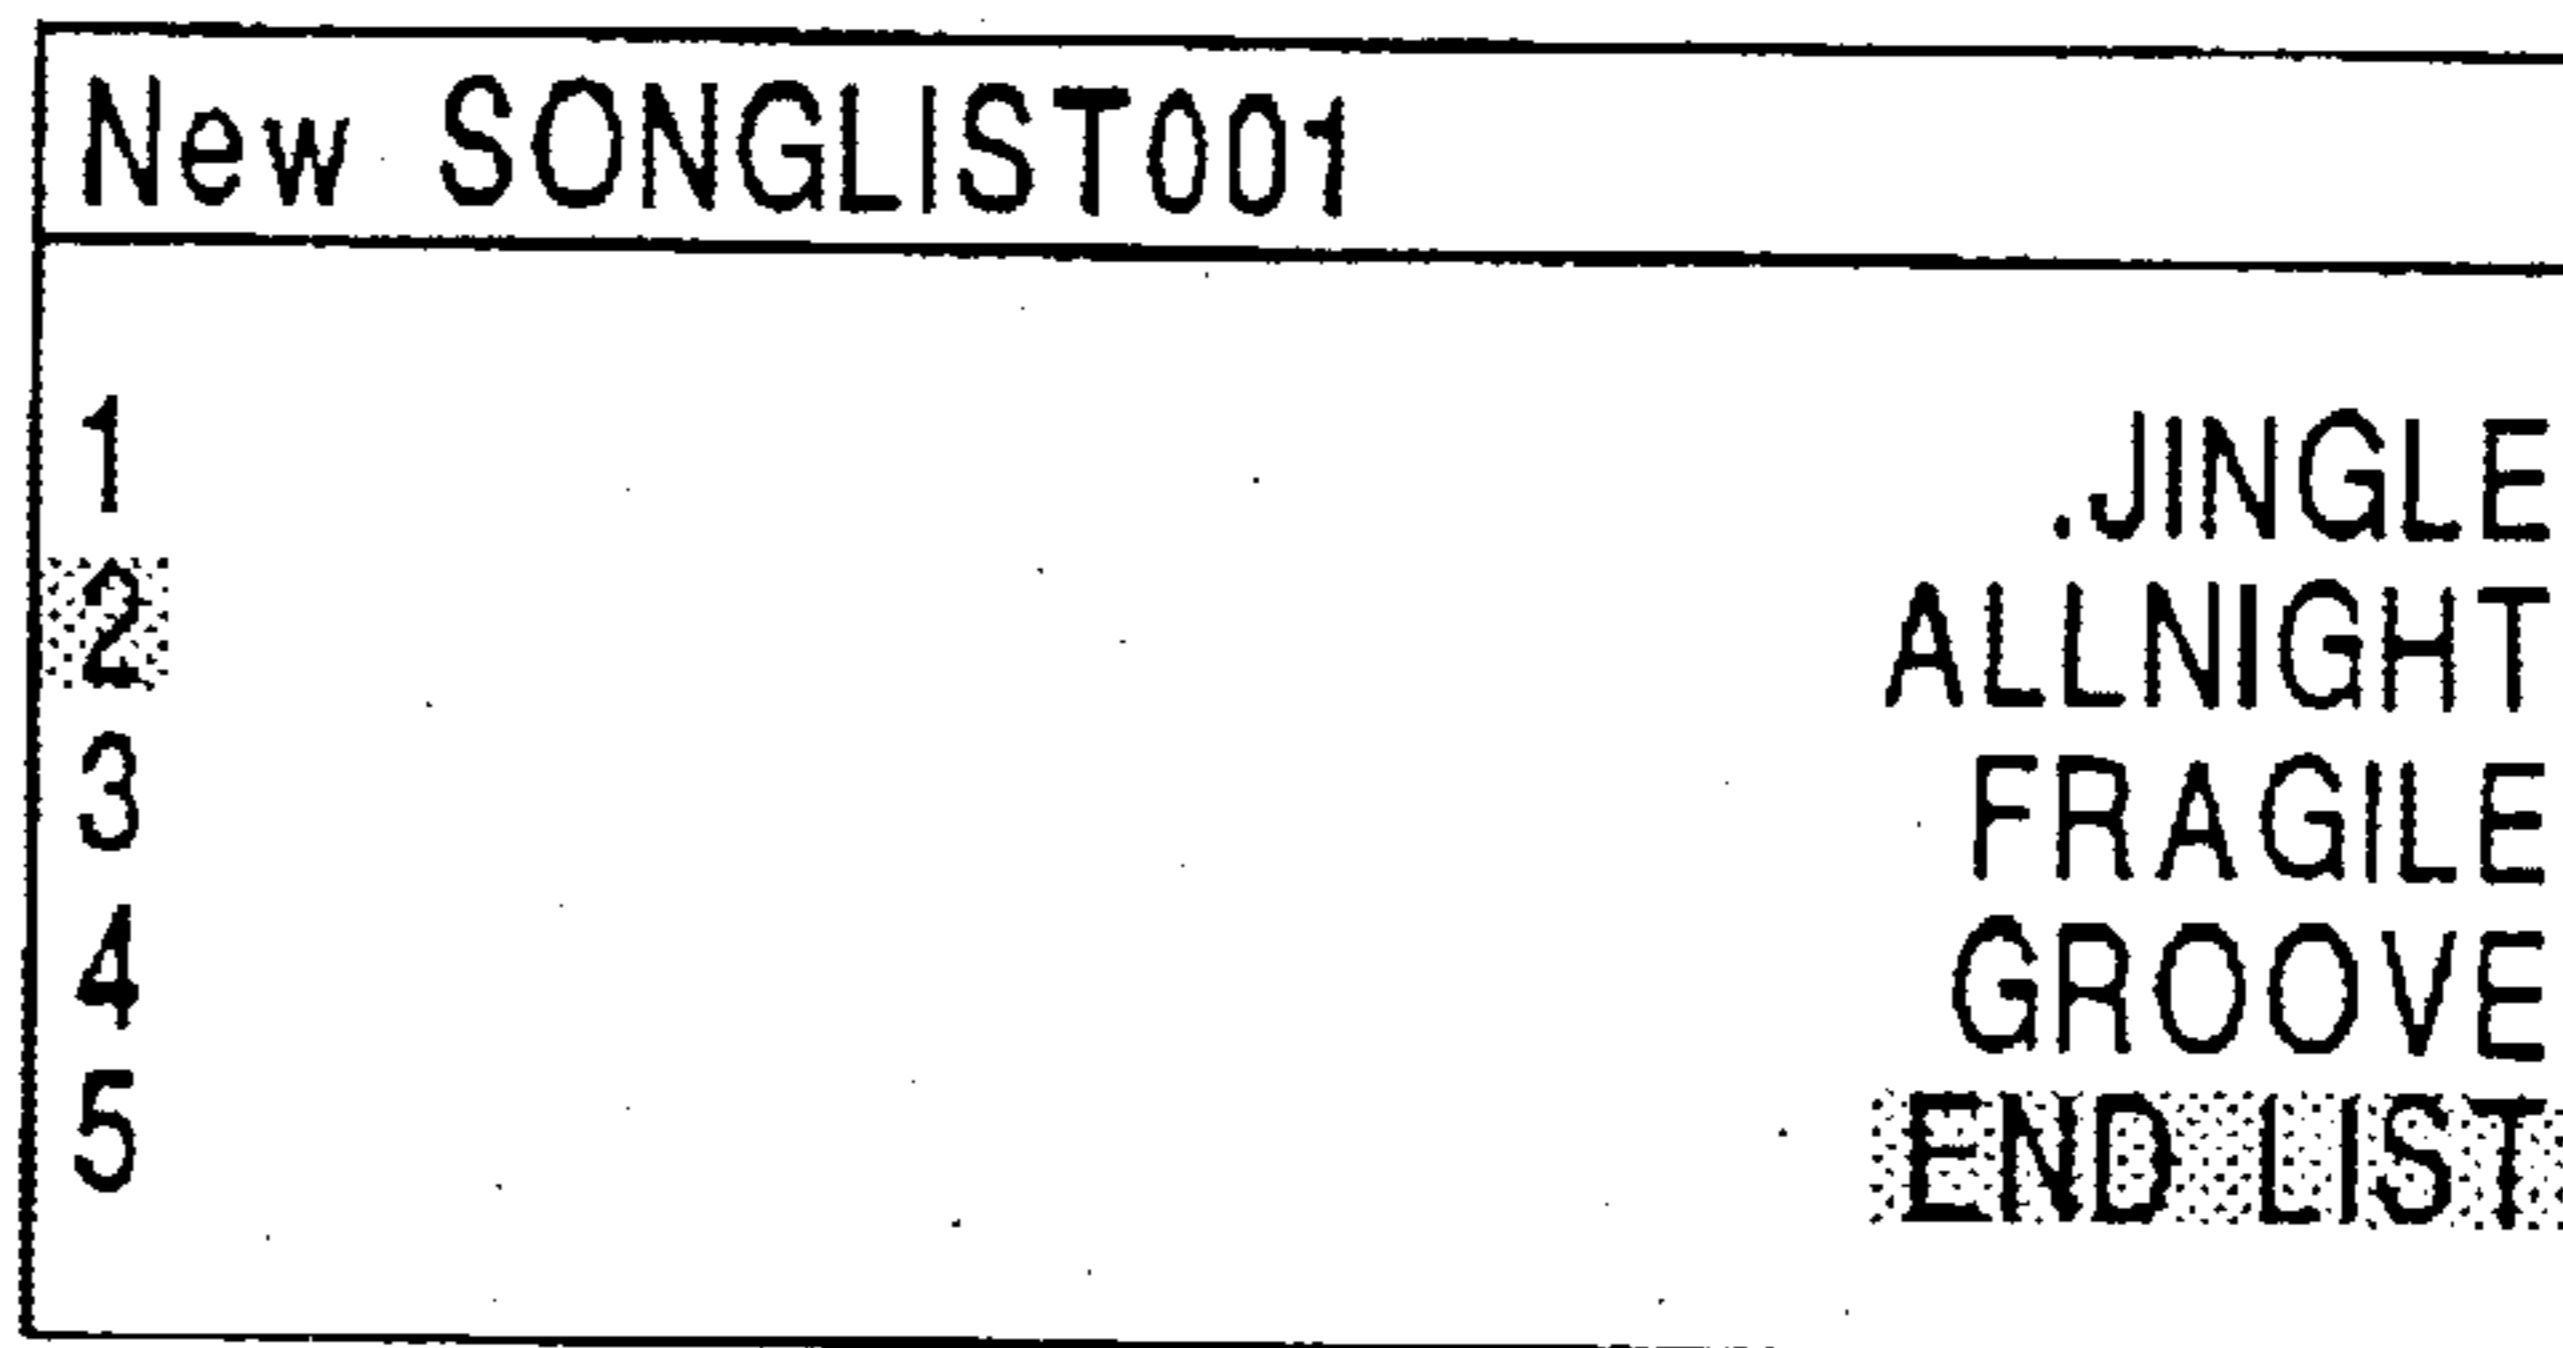 New SONGLIST001
1 .JINGLE
2 ALLNIGHT
3 FRAGILE
4 GROOVE
5 END LIST